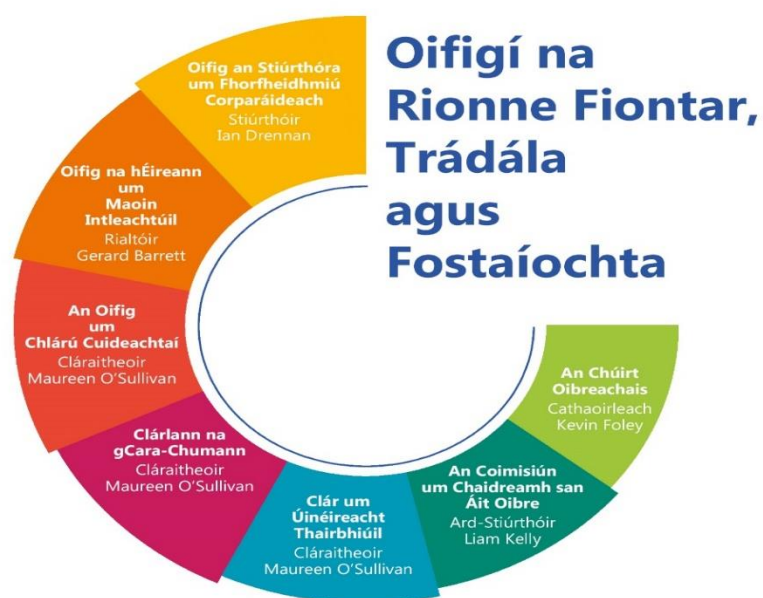 Oifigí na
Rionne Fiontar,
Trádála
agus
Fostaíochta
Oifig an Stiúrthóra
um Fhorfheidhmiú
Corparáideach
Stiúrthóir
Ian Drennan
Oifig na hÉireann
um
Maoin
Intleachtúil
Rialtóir
Gerard Barrett
An Oifig
um
Chlárú Cuideachtaí
Cláraitheoir
Maureen O'Sullivan
Clárlann na
gCara-Chumann
Cláraitheoir
Maureen O'Sullivan
Clár um
Úinéireacht
Thairbhiúil
Cláraitheoir
Maureen O'Sullivan
An Coimisiún
um Chaidreamh san
Áit Oibre
Ard-Stiúrthóir
Liam Kelly
An Chúirt
Oibreachais
Cathaoirleach
Kevin Foley